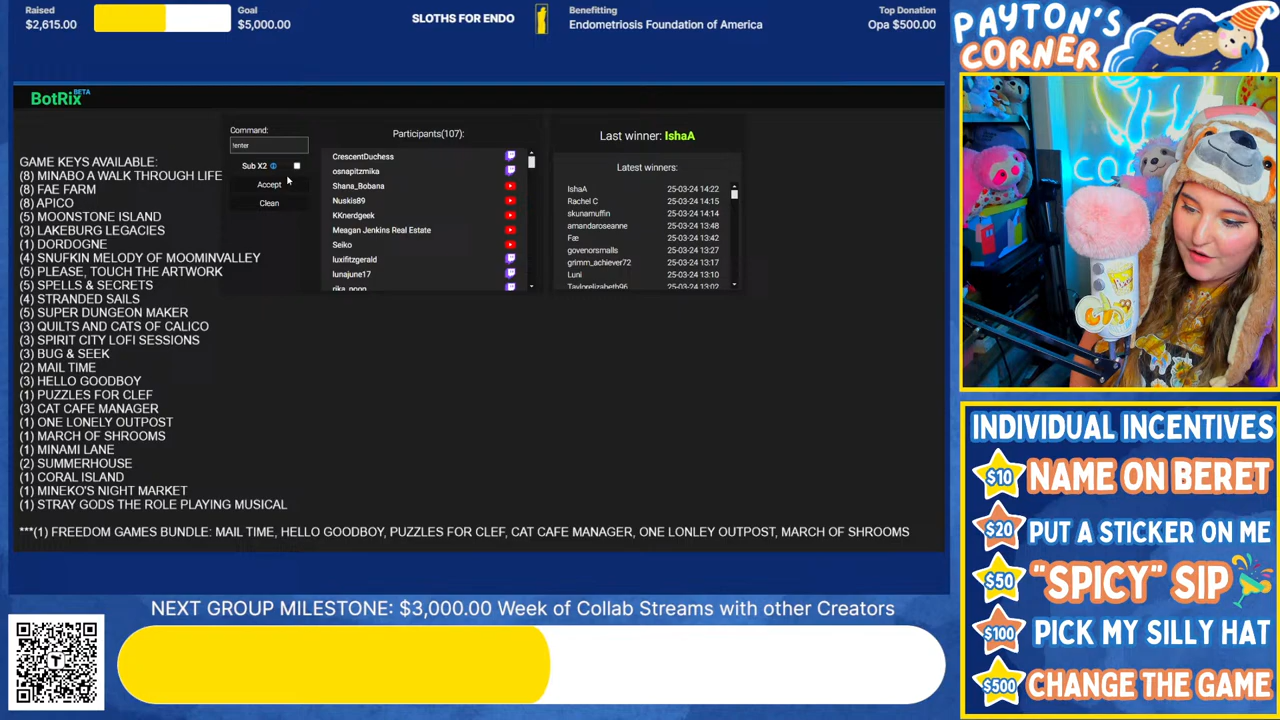 Raised
$2,615.00
Goal
$5,000.00
SLOTHS FOR ENDO
Benefitting
Endometriosis Foundation of America
Top Donation
Opa $500.00
PAYTON'S
CORNER
BotRix BETA
Command:
!enter
Sub X2
Accept
Clean
Participants(107):
CrescentDuchess
osnapitzmika
Shana_Bobana
Nuskis89
KKnerdgeek
Meagan Jenkins Real Estate
Seiko
luxifitzgerald
lunajune17
Last winner: IshaA
Latest winners:
IshaA 25-03-24 14:22
Rachel C 25-03-24 14:15
skunamuffin 25-03-24 14:14
amandaroseanne 25-03-24 13:48
Fæ 25-03-24 13:42
govenorsmalls 25-03-24 13:27
grimm_achiever72 25-03-24 13:17
Luni 25-03-24 13:10
Taylorelizabeth96 25-03-24 13:02
GAME KEYS AVAILABLE:
(8) MINABO A WALK THROUGH LIFE
(8) FAE FARM
(8) APICO
(5) MOONSTONE ISLAND
(3) LAKEBURG LEGACIES
(1) DORDOGNE
(4) SNUFKIN MELODY OF MOOMINVALLEY
(5) PLEASE, TOUCH THE ARTWORK
(5) SPELLS & SECRETS
(4) STRANDED SAILS
(5) SUPER DUNGEON MAKER
(3) QUILTS AND CATS OF CALICO
(3) SPIRIT CITY LOFI SESSIONS
(3) BUG & SEEK
(2) MAIL TIME
(3) HELLO GOODBOY
(1) PUZZLES FOR CLEF
(3) CAT CAFE MANAGER
(1) ONE LONELY OUTPOST
(1) MARCH OF SHROOMS
(1) MINAMI LANE
(2) SUMMERHOUSE
(1) CORAL ISLAND
(1) MINEKO'S NIGHT MARKET
(1) STRAY GODS THE ROLE PLAYING MUSICAL
***(1) FREEDOM GAMES BUNDLE: MAIL TIME, HELLO GOODBOY, PUZZLES FOR CLEF, CAT CAFE MANAGER, ONE LONLEY OUTPOST, MARCH OF SHROOMS
INDIVIDUAL INCENTIVES
$10 NAME ON BERET
$20 PUT A STICKER ON ME
$50 "SPICY" SIP
$100 PICK MY SILLY HAT
$500 CHANGE THE GAME
NEXT GROUP MILESTONE: $3,000.00 Week of Collab Streams with other Creators